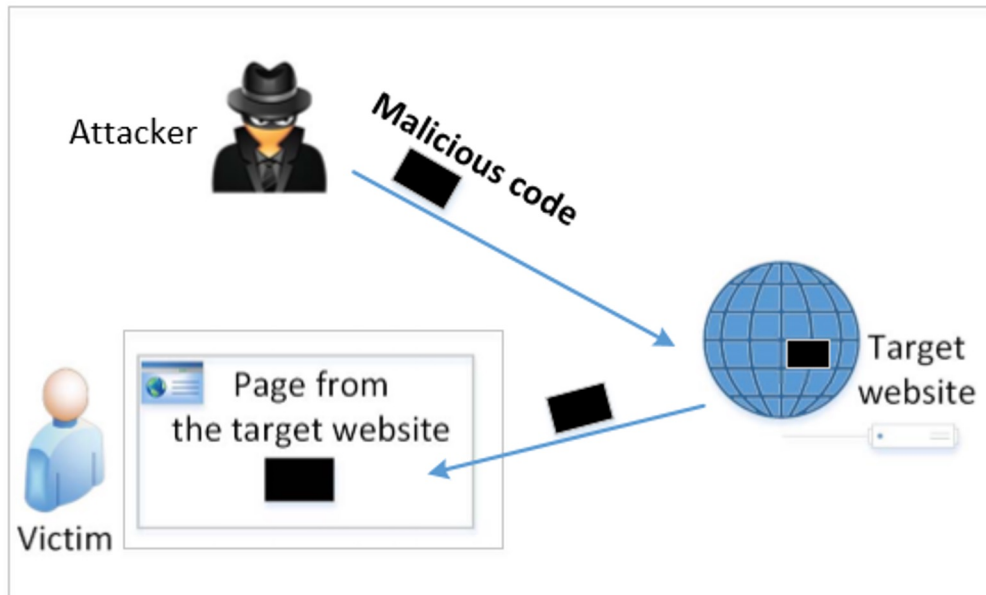 Attacker
Malicious code
Target
website
Page from
the target website
Victim